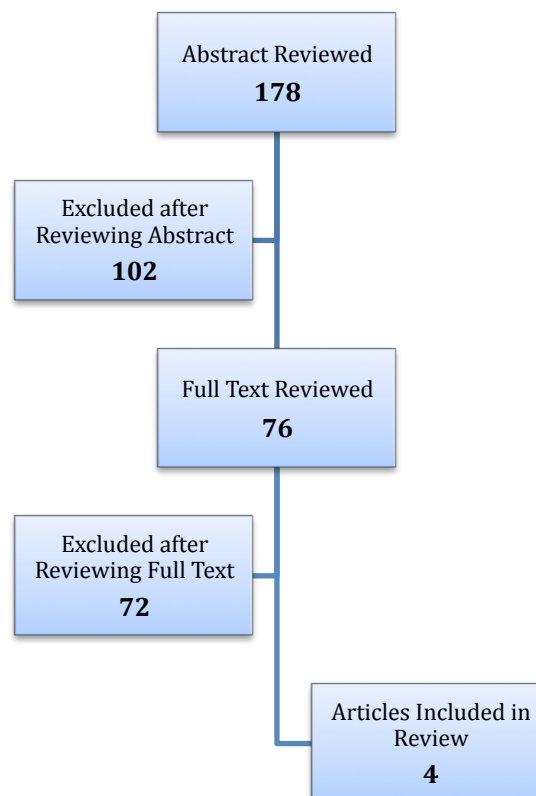 Abstract Reviewed
178
Excluded after
Reviewing Abstract
102
Full Text Reviewed
76
Excluded after
Reviewing Full Text
72
Articles Included in
Review
4